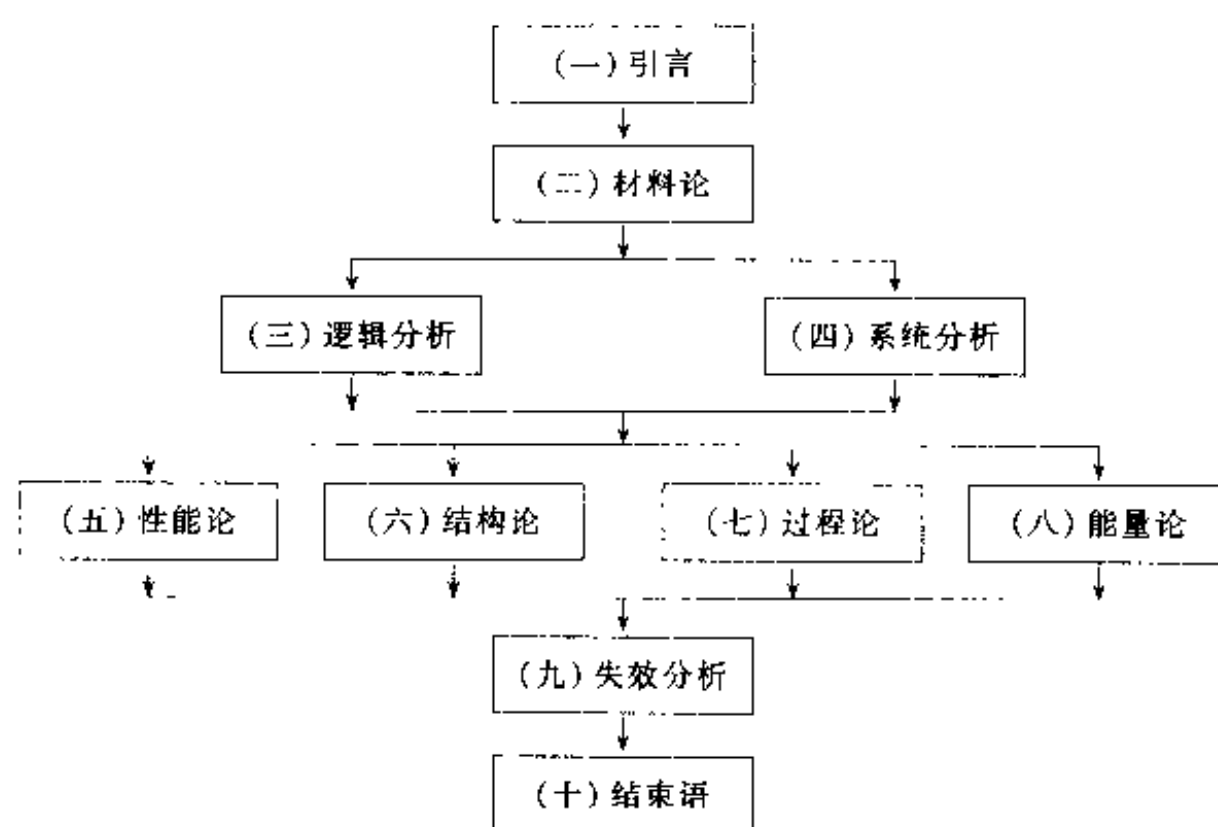 (一)引言
(二)材料论
(三)逻辑分析
(四)系统分析
(五)性能论
(六)结构论
(七)过程论
(八)能量论
(九)失效分析
(十)结束语